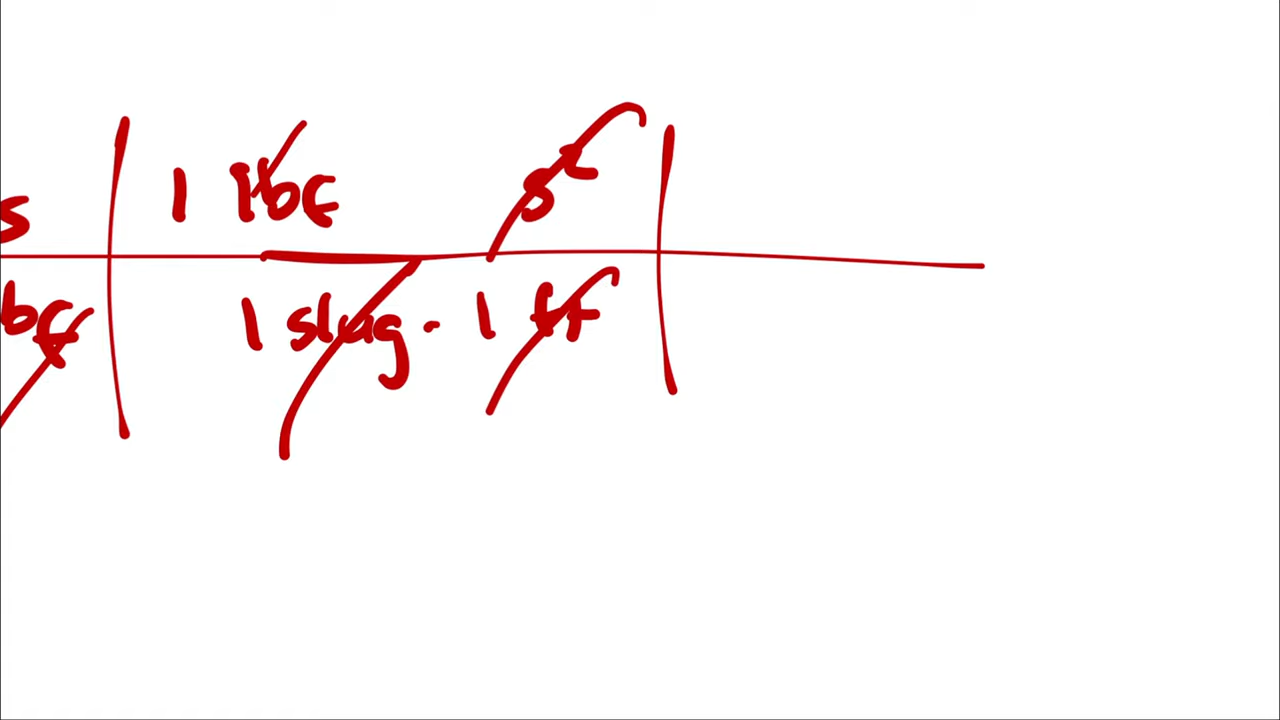 s 1 lbf s²
bf 1 slug · 1 ft